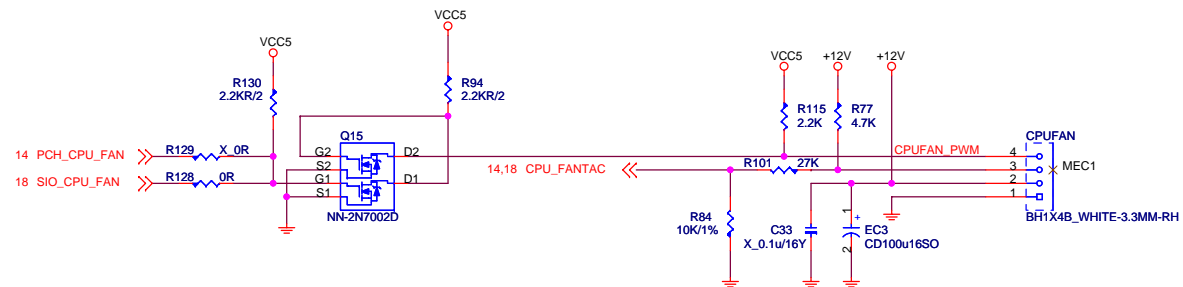 VCC5
VCC5
R130
2.2KR/2
R94
2.2KR/2
VCC5
+12V
+12V
R115
2.2K
R77
4.7K
Q15
CPUFAN
14 PCH_CPU_FAN
R129
X_0R
G2
S2
D2
CPUFAN_PWM
4
MEC1
14,18 CPU_FANTAC
R101
27K
3
18 SIO_CPU_FAN
R128
0R
G1
S1
D1
2
1
NN-2N7002D
R84
10K/1%
C33
X_0.1u/16Y
1
+
2
EC3
CD100u16SO
BH1X4B_WHITE-3.3MM-RH